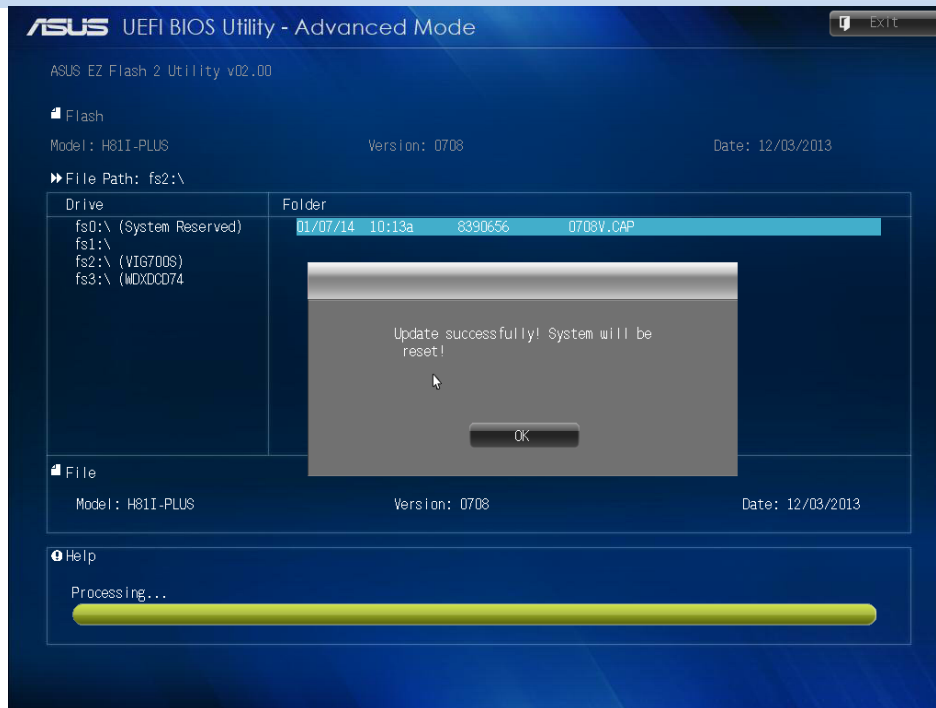 ASUS UEFI BIOS Utility - Advanced Mode
Exit
ASUS EZ Flash 2 Utility v02.00
Flash
Model: H81I-PLUS Version: 0708 Date: 12/03/2013
File Path: fs2:\
Drive Folder
fs0:\ (System Reserved) 01/07/14 10:13a 8390656 0708V.CAP
fs1:\
fs2:\ (VIG700S)
fs3:\ (WDXDCD74
Update successfully! System will be
reset!
OK
File
Model: H81I-PLUS Version: 0708 Date: 12/03/2013
Help
Processing...